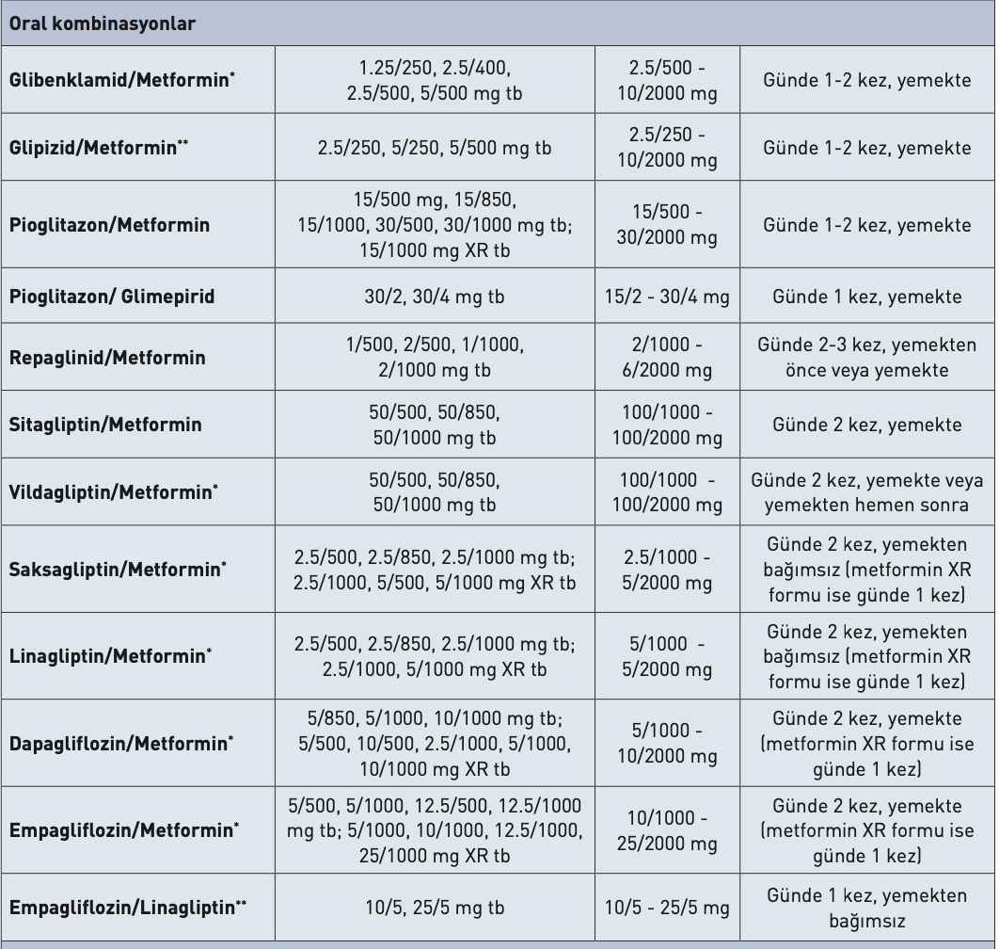 Oral kombinasyonlar
Glibenklamid/Metformin*
1.25/250, 2.5/400,
2.5/500, 5/500 mg tb
2.5/500 -
10/2000 mg
Günde 1-2 kez, yemekte
Glipizid/Metformin**
2.5/250, 5/250, 5/500 mg tb
2.5/250 -
10/2000 mg
Günde 1-2 kez, yemekte
Pioglitazon/Metformin
15/500 mg, 15/850,
15/1000, 30/500, 30/1000 mg tb;
15/1000 mg XR tb
15/500 -
30/2000 mg
Günde 1-2 kez, yemekte
Pioglitazon/ Glimepirid
30/2, 30/4 mg tb
15/2 - 30/4 mg
Günde 1 kez, yemekte
Repaglinid/Metformin
1/500, 2/500, 1/1000,
2/1000 mg tb
2/1000 -
6/2000 mg
Günde 2-3 kez, yemekten
önce veya yemekte
Sitagliptin/Metformin
50/500, 50/850,
50/1000 mg tb
100/1000 -
100/2000 mg
Günde 2 kez, yemekte
Vildagliptin/Metformin*
50/500, 50/850,
50/1000 mg tb
100/1000 -
100/2000 mg
Günde 2 kez, yemekte veya
yemekten hemen sonra
Saksagliptin/Metformin*
2.5/500, 2.5/850, 2.5/1000 mg tb;
2.5/1000, 5/500, 5/1000 mg XR tb
2.5/1000 -
5/2000 mg
Günde 2 kez, yemekten
bağımsız (metformin XR
formu ise günde 1 kez)
Linagliptin/Metformin*
2.5/500, 2.5/850, 2.5/1000 mg tb;
2.5/1000, 5/1000 mg XR tb
5/1000 -
5/2000 mg
Günde 2 kez, yemekten
bağımsız (metformin XR
formu ise günde 1 kez)
Dapagliflozin/Metformin*
5/850, 5/1000, 10/1000 mg tb;
5/500, 10/500, 2.5/1000, 5/1000,
10/1000 mg XR tb
5/1000 -
10/2000 mg
Günde 2 kez, yemekte
(metformin XR formu ise
günde 1 kez)
Empagliflozin/Metformin*
5/500, 5/1000, 12.5/500, 12.5/1000
mg tb; 5/1000, 10/1000, 12.5/1000,
25/1000 mg XR tb
10/1000 -
25/2000 mg
Günde 2 kez, yemekte
(metformin XR formu ise
günde 1 kez)
Empagliflozin/Linagliptin**
10/5, 25/5 mg tb
10/5 - 25/5 mg
Günde 1 kez, yemekten
bağımsız